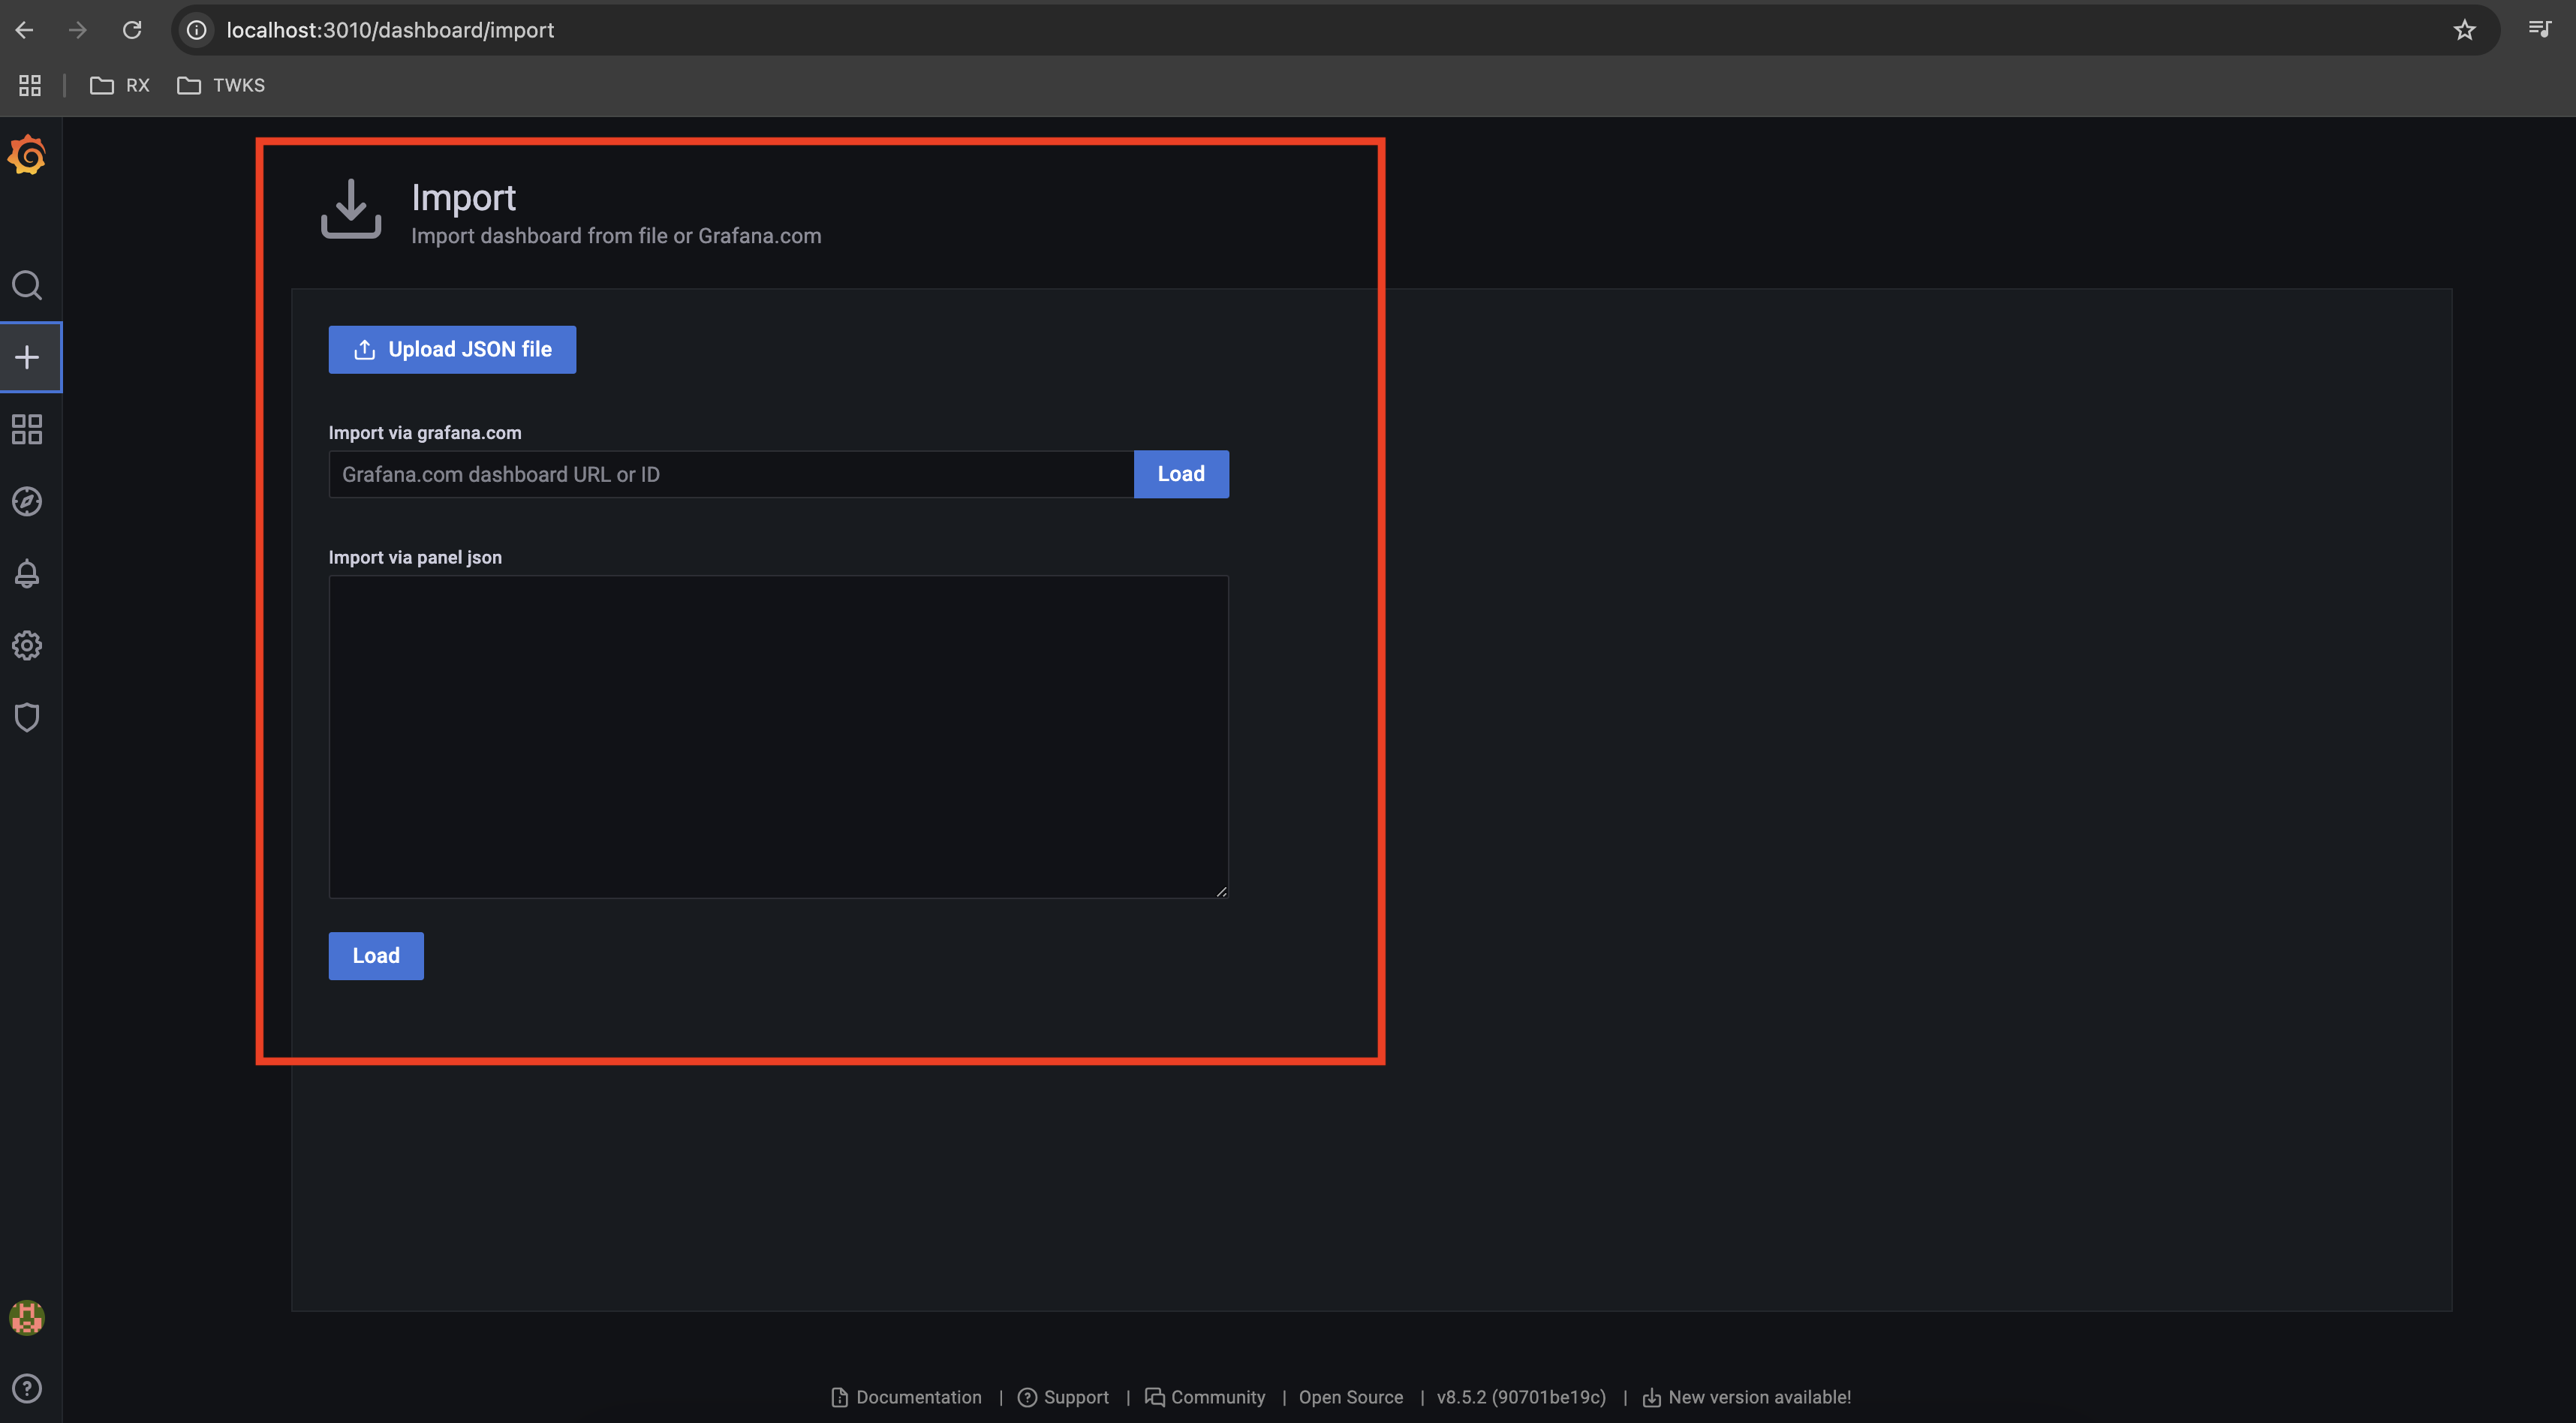 localhost:3010/dashboard/import
RX
TWKS
Import
Import dashboard from file or Grafana.com
Upload JSON file
Import via grafana.com
Grafana.com dashboard URL or ID
Load
Import via panel json
Load
Documentation | Support | Community | Open Source | v8.5.2 (90701be19c) | New version available!